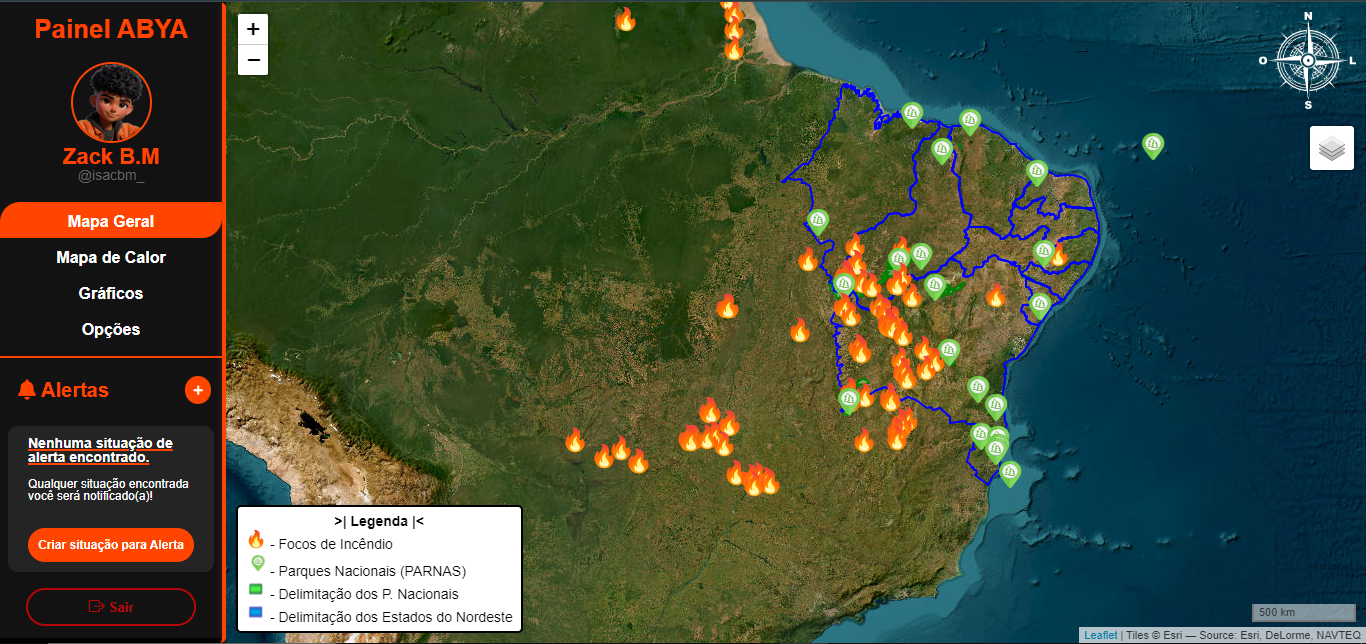 Painel ABYA
Zack B.M
@isacbm_
Mapa Geral
Mapa de Calor
Gráficos
Opções
Alertas
+
Nenhuma situação de
alerta encontrado.
Qualquer situação encontrada
você será notificado(a)!
Criar situação para Alerta
Sair
+
−
N
O
L
S
>| Legenda |<
- Focos de Incêndio
- Parques Nacionais (PARNAS)
- Delimitação dos P. Nacionais
- Delimitação dos Estados do Nordeste
500 km
Leaflet | Tiles © Esri — Source: Esri, DeLorme, NAVTEQ